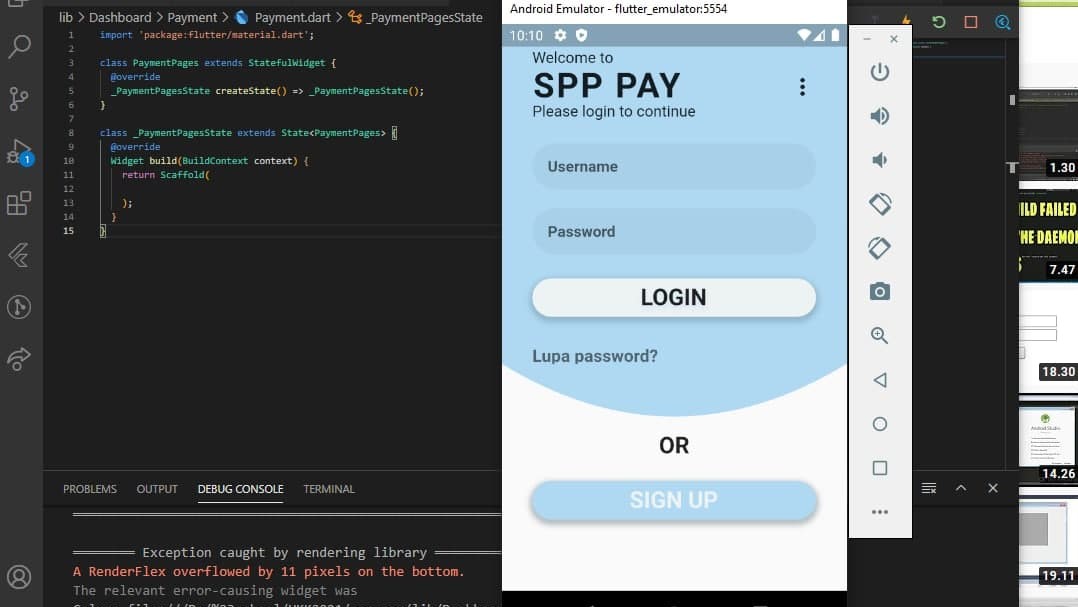 lib > Dashboard > Payment > Payment.dart > _PaymentPagesState
1 import 'package:flutter/material.dart';
2
3 class PaymentPages extends StatefulWidget {
4 @override
5 _PaymentPagesState createState() => _PaymentPagesState();
6 }
7
8 class _PaymentPagesState extends State<PaymentPages> {
9 @override
10 Widget build(BuildContext context) {
11 return Scaffold(
12
13 );
14 }
15 }
1
PROBLEMS OUTPUT DEBUG CONSOLE TERMINAL
Exception caught by rendering library
A RenderFlex overflowed by 11 pixels on the bottom.
The relevant error-causing widget was
Android Emulator - flutter_emulator:5554
10:10
Welcome to
SPP PAY
Please login to continue
Username
Password
LOGIN
Lupa password?
OR
SIGN UP
1.30
ILD FAILED
HE DAEMO
7.47
18.30
Android Studio
14.26
19.11